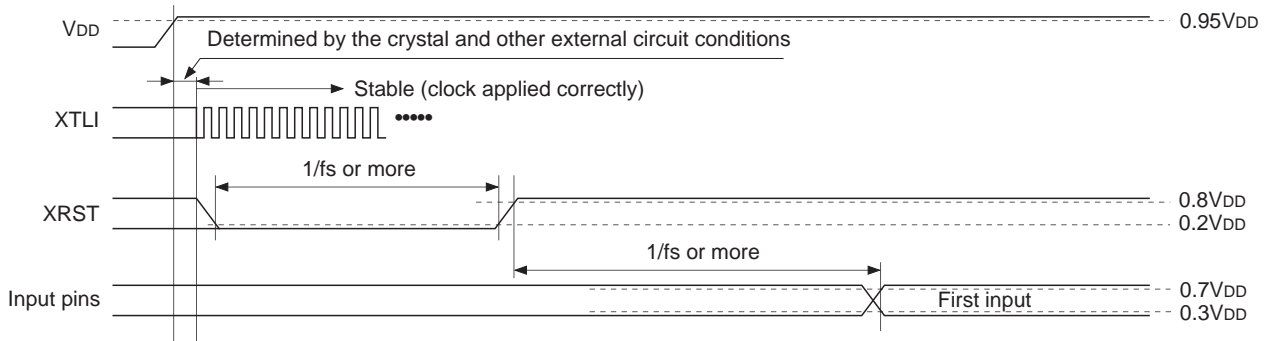 VDD
0.95VDD
Determined by the crystal and other external circuit conditions
Stable (clock applied correctly)
XTLI
1/fs or more
XRST
0.8VDD
0.2VDD
1/fs or more
Input pins
First input
0.7VDD
0.3VDD